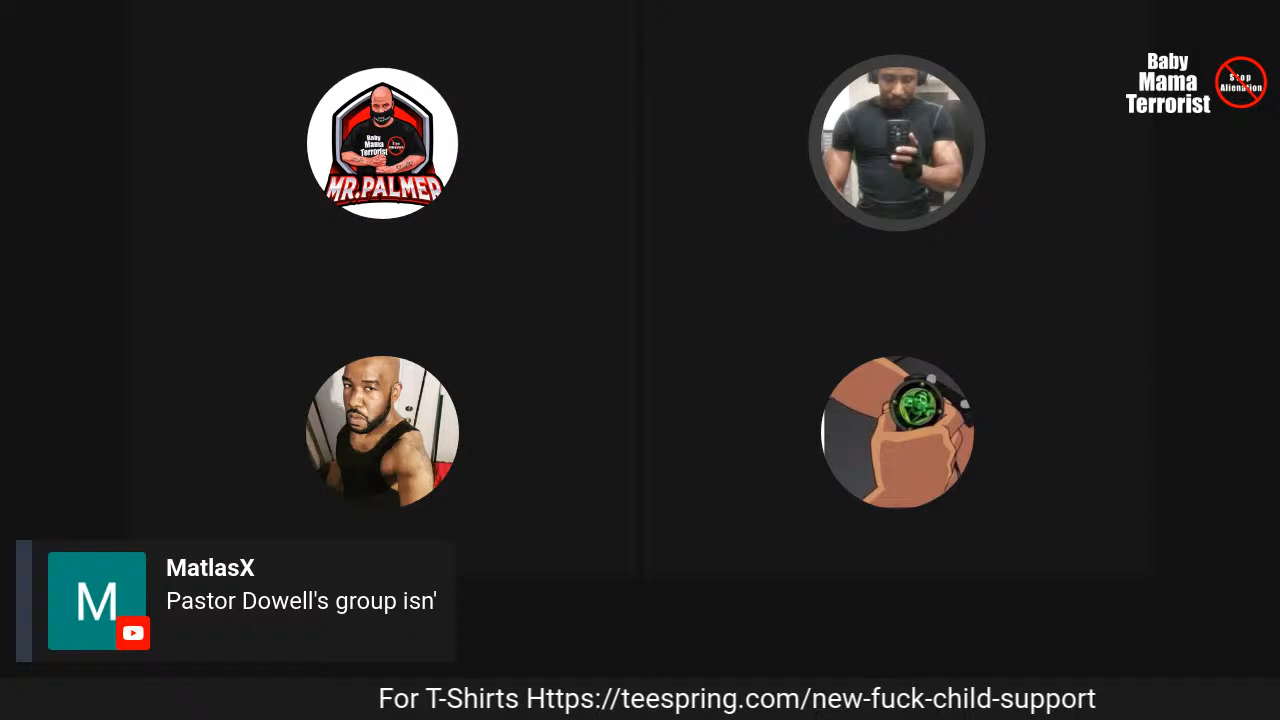 Baby
Mama
Terrorist
Stop
Alienation
Baby
Mama
Terrorist
MR.PALMER
M
MatlasX
Pastor Dowell's group isn'
For T-Shirts Https://teespring.com/new-fuck-child-support